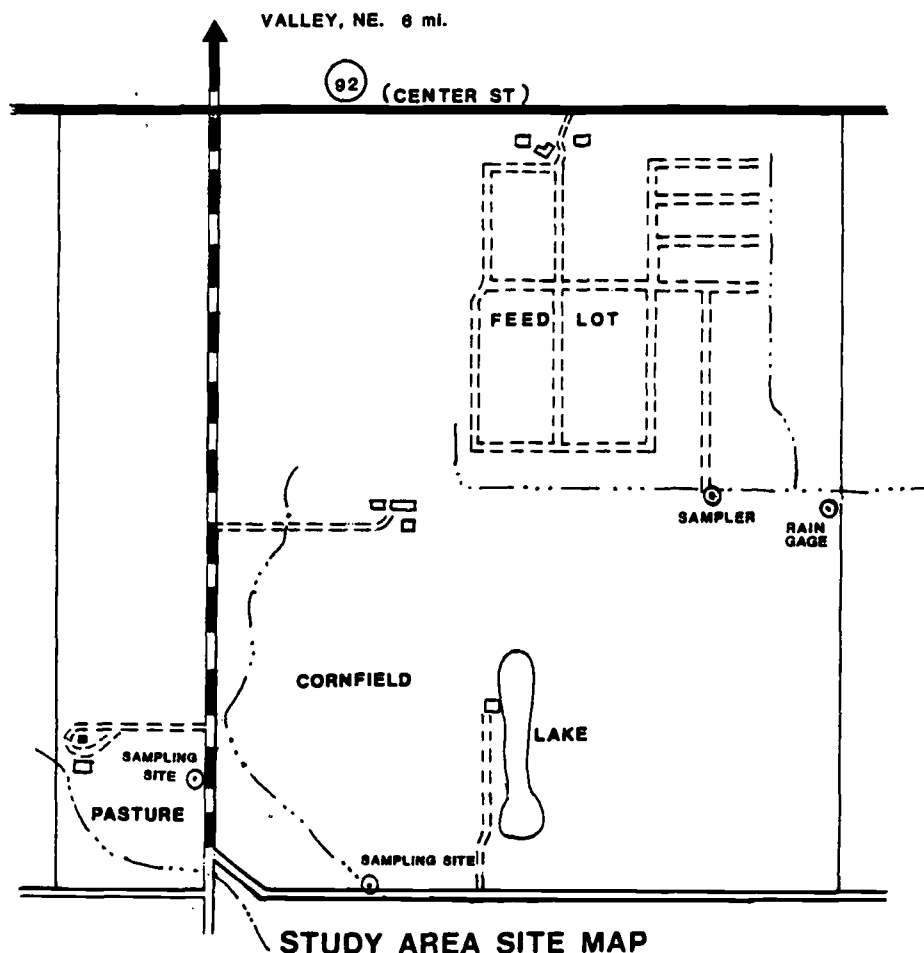 VALLEY, NE. 6 mi.
92 (CENTER ST)
FEED LOT
SAMPLER
RAIN
GAGE
CORNFIELD
LAKE
SAMPLING
SITE
PASTURE
SAMPLING SITE
STUDY AREA SITE MAP